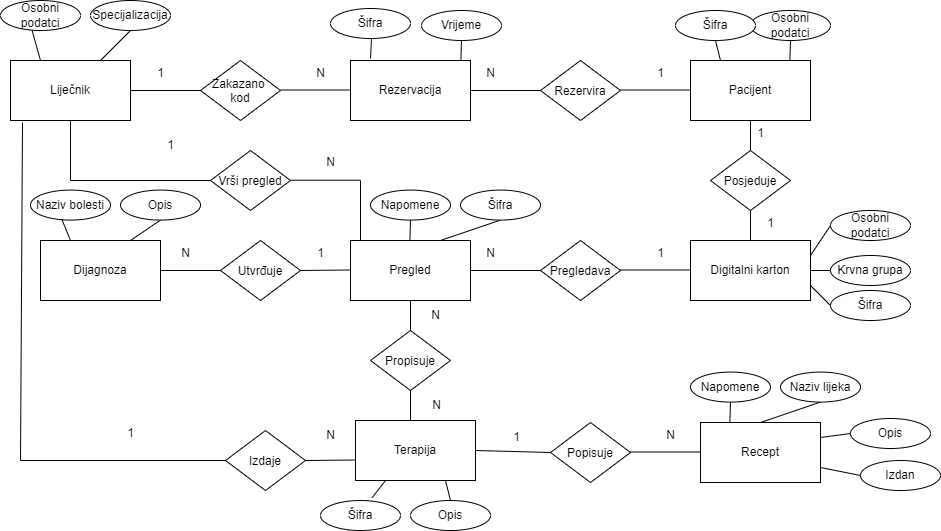 Osobni
podatci
Specijalizacija
Šifra
Vrijeme
Šifra
Osobni
podatci
Liječnik
1
Zakazano
kod
N
Rezervacija
N
Rezervira
1
Pacijent
1
1
Vrši pregled
N
Posjeduje
1
Naziv bolesti
Opis
Napomene
Šifra
Osobni
podatci
Dijagnoza
N
Utvrđuje
1
Pregled
N
Pregledava
1
Digitalni karton
Krvna grupa
Šifra
N
Propisuje
N
Napomene
Naziv lijeka
1
Izdaje
N
Terapija
1
Popisuje
N
Recept
Opis
Izdan
Šifra
Opis